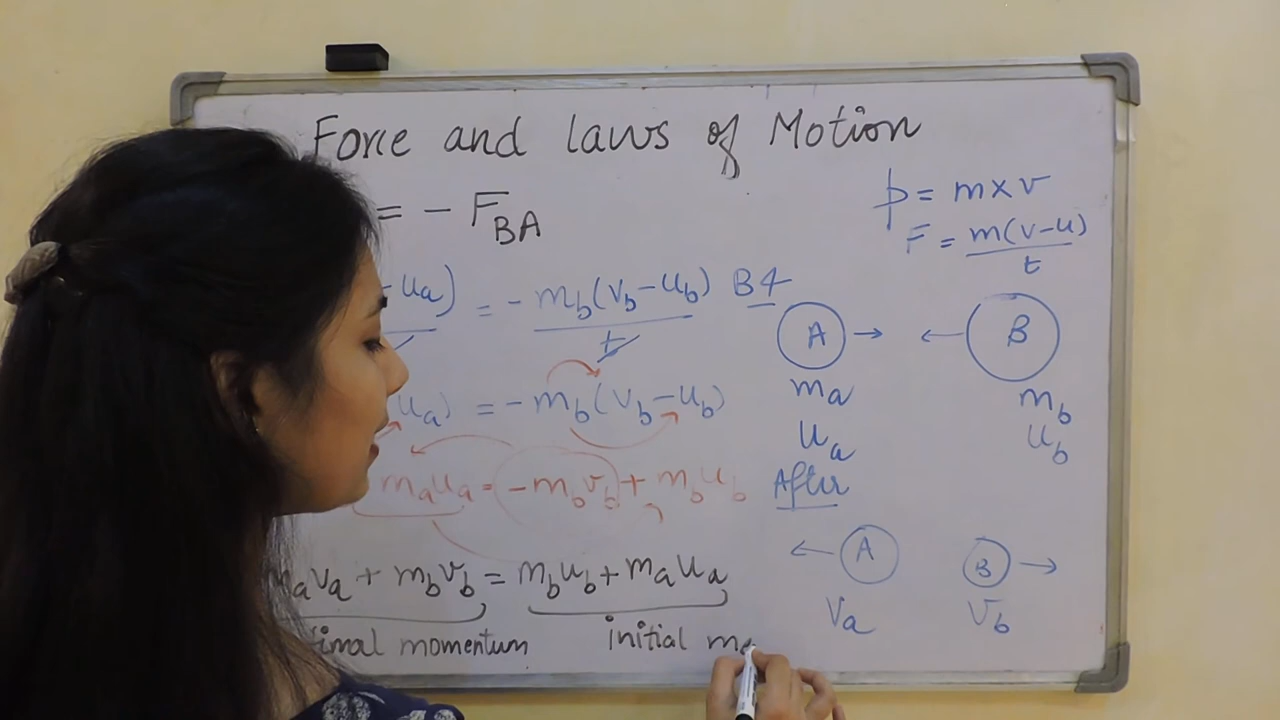 Force and laws of Motion
= - F_BA
p = m x v
F = m(v-u)/t
- u_a) = - m_b(v_b - u_b)/t B4
A → ← B
u_a) = - m_b(v_b - u_b)
m_a m_b
u_a u_b
m_a u_a = - m_b v_b + m_b u_b
After
← A B →
m_a v_a + m_b v_b = m_b u_b + m_a u_a
v_a v_b
final momentum initial mo